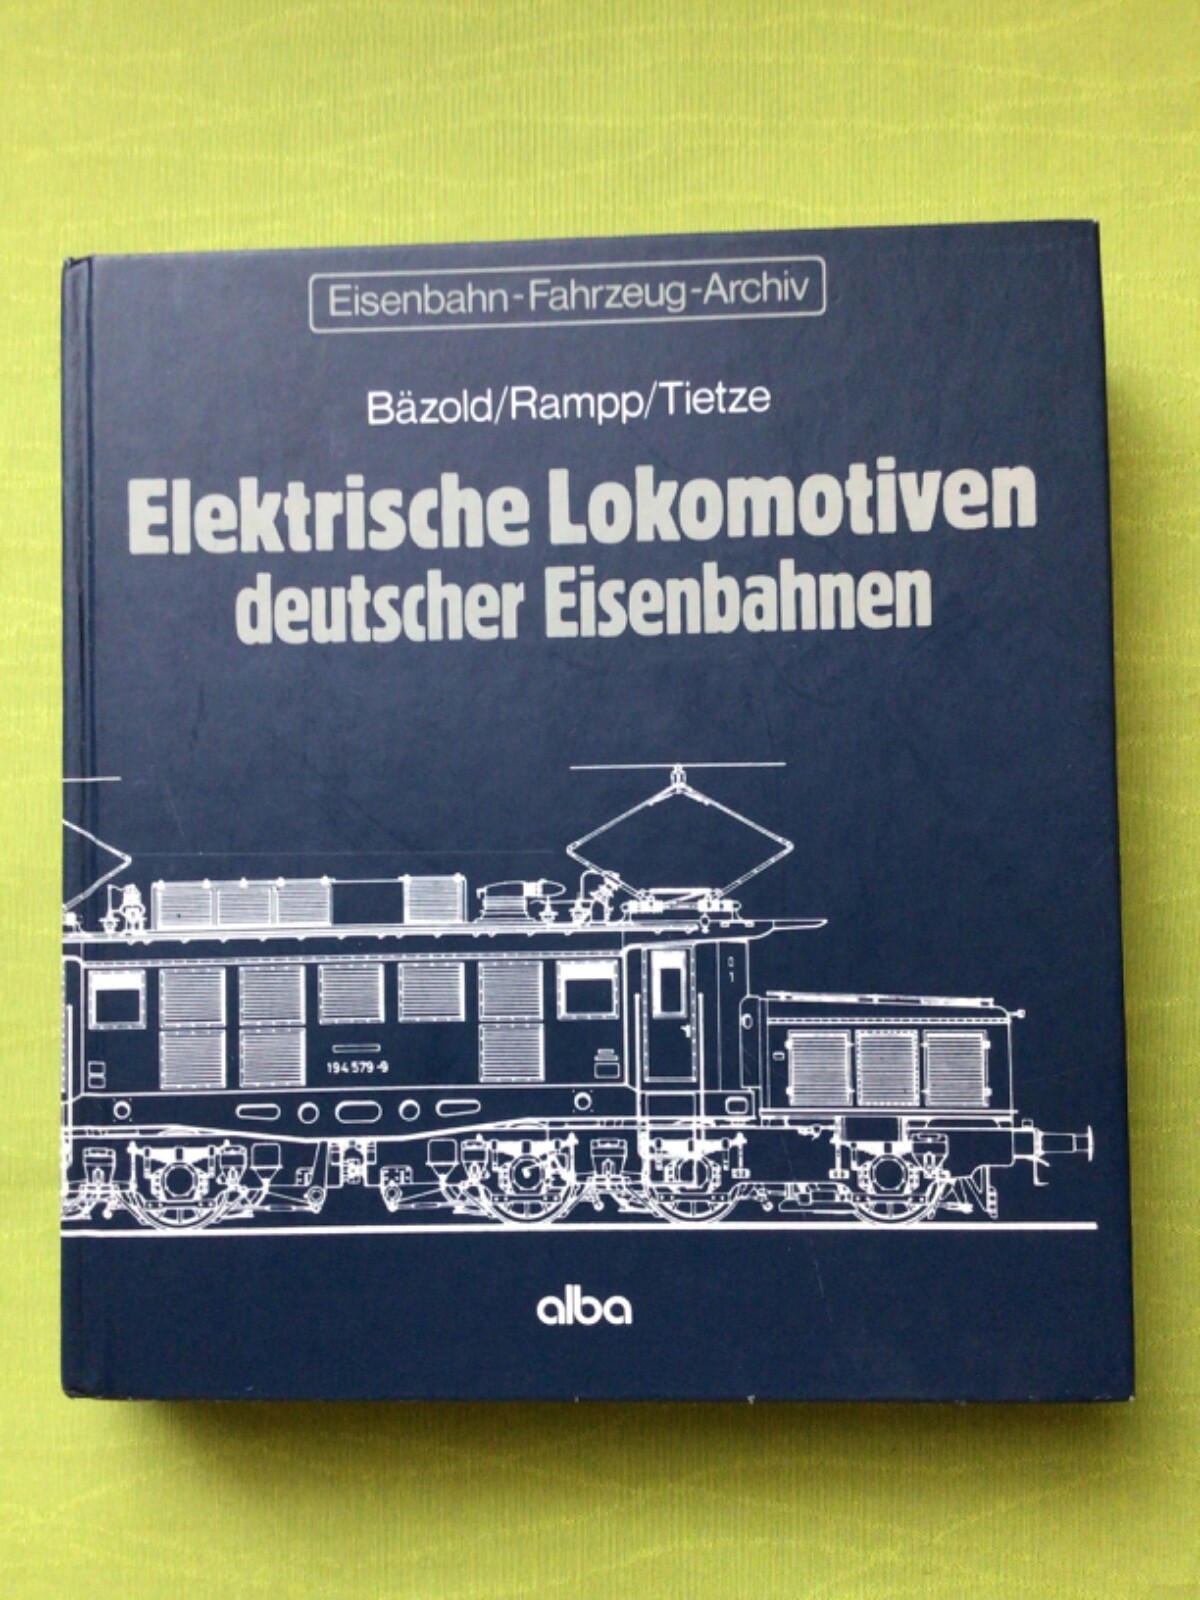 Eisenbahn-Fahrzeug-Archiv
Bäzold/Rampp/Tietze
Elektrische Lokomotiven
deutscher Eisenbahnen
194 579-9
alba